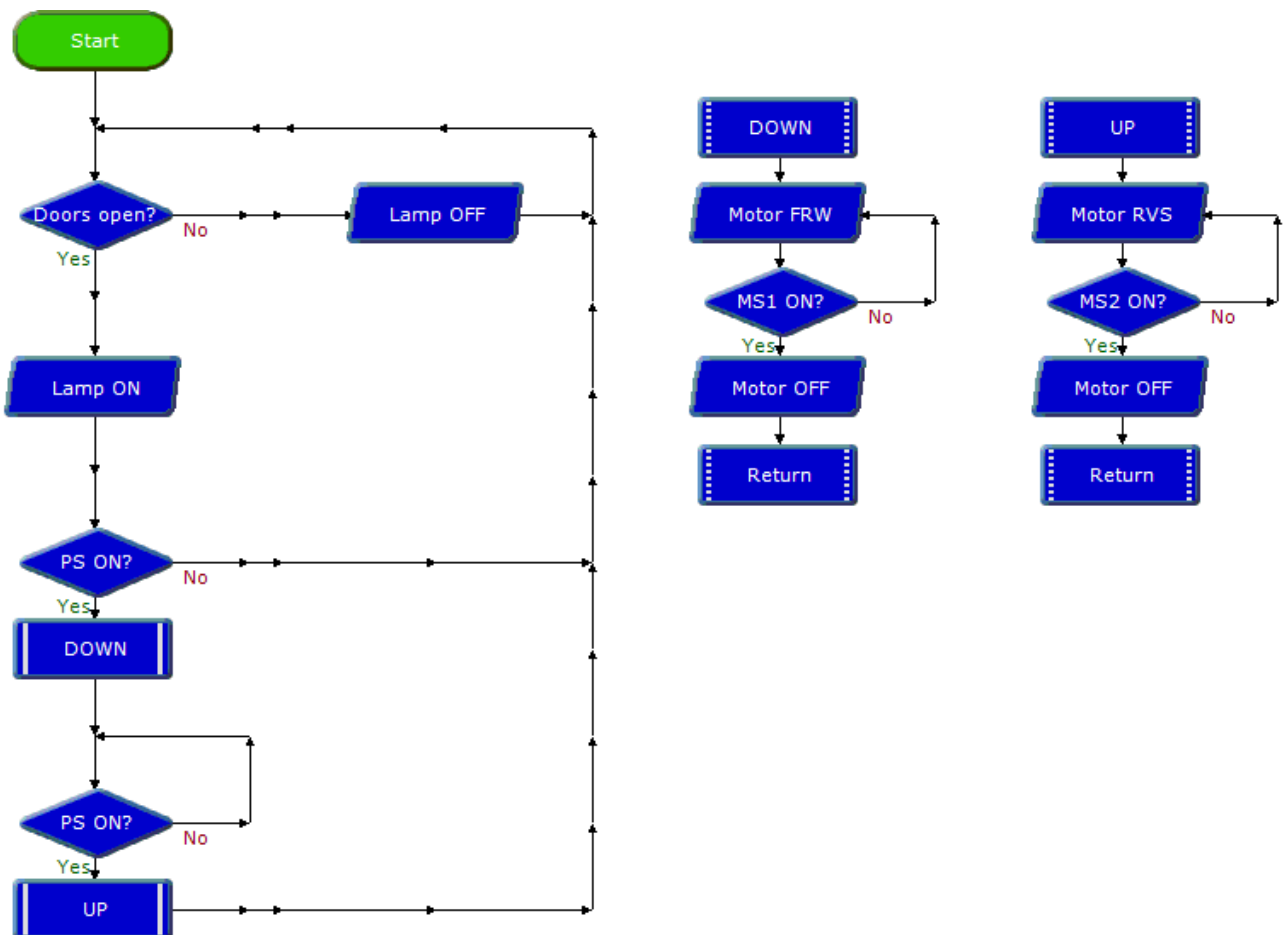 Start
Doors open?
No
Lamp OFF
Yes
Lamp ON
PS ON?
No
Yes
DOWN
PS ON?
No
Yes
UP
DOWN
Motor FRW
MS1 ON?
No
Yes
Motor OFF
Return
UP
Motor RVS
MS2 ON?
No
Yes
Motor OFF
Return